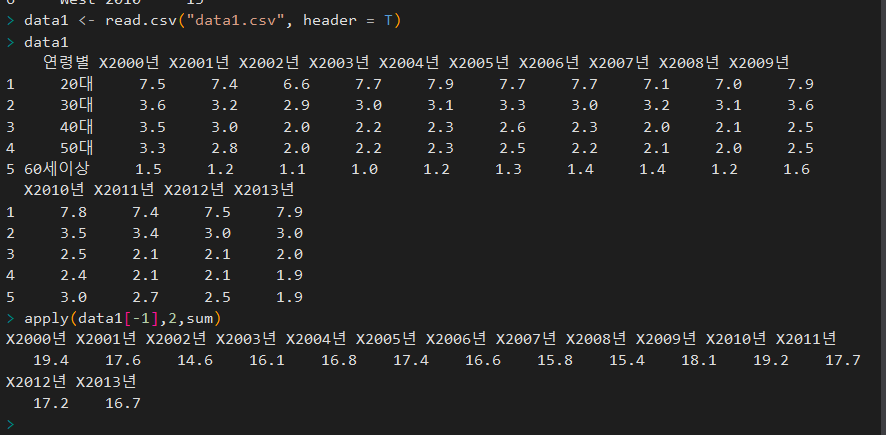 > data1 <- read.csv("data1.csv", header = T)
> data1
연령별 X2000년 X2001년 X2002년 X2003년 X2004년 X2005년 X2006년 X2007년 X2008년 X2009년
1 20대 7.5 7.4 6.6 7.7 7.9 7.7 7.7 7.1 7.0 7.9
2 30대 3.6 3.2 2.9 3.0 3.1 3.3 3.0 3.2 3.1 3.6
3 40대 3.5 3.0 2.0 2.2 2.3 2.6 2.3 2.0 2.1 2.5
4 50대 3.3 2.8 2.0 2.2 2.3 2.5 2.2 2.1 2.0 2.5
5 60세이상 1.5 1.2 1.1 1.0 1.2 1.3 1.4 1.4 1.2 1.6
X2010년 X2011년 X2012년 X2013년
1 7.8 7.4 7.5 7.9
2 3.5 3.4 3.0 3.0
3 2.5 2.1 2.1 2.0
4 2.4 2.1 2.1 1.9
5 3.0 2.7 2.5 1.9
> apply(data1[-1],2,sum)
X2000년 X2001년 X2002년 X2003년 X2004년 X2005년 X2006년 X2007년 X2008년 X2009년 X2010년 X2011년
19.4 17.6 14.6 16.1 16.8 17.4 16.6 15.8 15.4 18.1 19.2 17.7
X2012년 X2013년
17.2 16.7
>